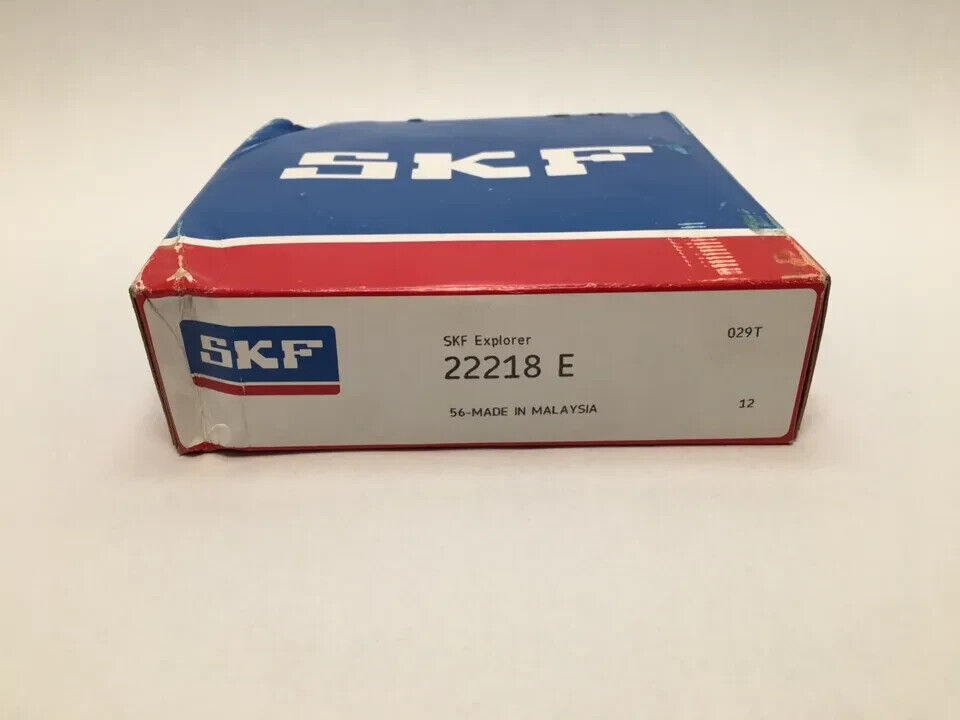 SKF
SKF
SKF Explorer
029T
22218 E
56-MADE IN MALAYSIA
12